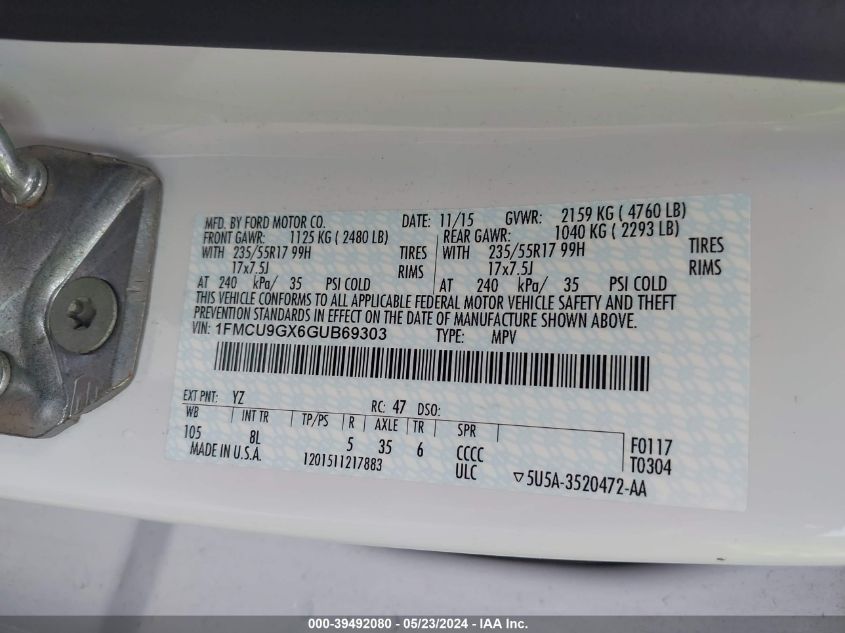 MFD. BY FORD MOTOR CO. DATE: 11/15 GVWR: 2159 KG ( 4760 LB)
FRONT GAWR: 1125 KG ( 2480 LB) REAR GAWR: 1040 KG ( 2293 LB)
WITH 235/55R17 99H TIRES WITH 235/55R17 99H TIRES
17x7.5J RIMS 17x7.5J RIMS
AT 240 kPa/ 35 PSI COLD AT 240 kPa/ 35 PSI COLD
THIS VEHICLE CONFORMS TO ALL APPLICABLE FEDERAL MOTOR VEHICLE SAFETY AND THEFT
PREVENTION STANDARDS IN EFFECT ON THE DATE OF MANUFACTURE SHOWN ABOVE.
VIN: 1FMCU9GX6GUB69303 TYPE: MPV
EXT PNT: YZ RC: 47 DSO:
WB INT TR TP/PS R AXLE TR SPR
105 8L 5 35 6 CCCC F0117
MADE IN U.S.A. 1201511217883 ULC T0304
▽5U5A-3520472-AA
000-39492080 - 05/23/2024 - IAA Inc.